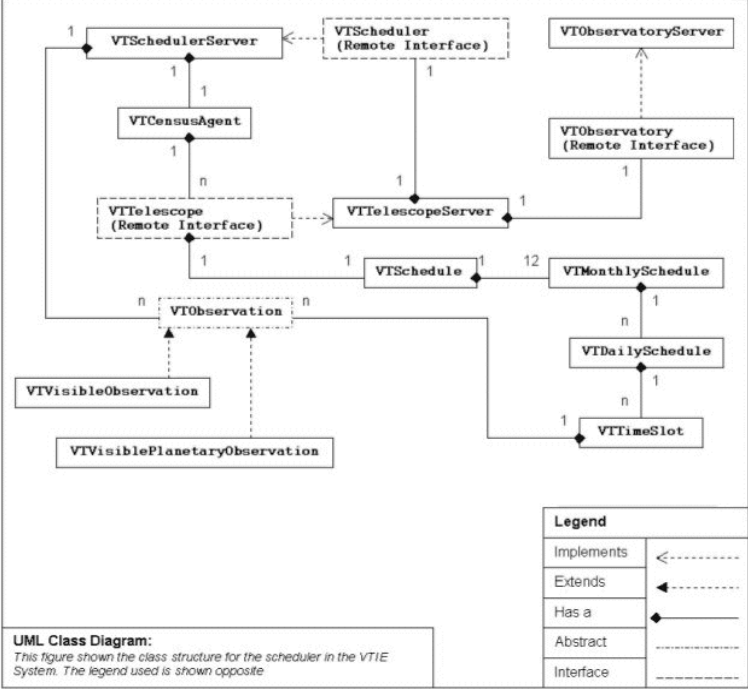 1
VTSchedulerServer
VTScheduler
(Remote Interface)
VTObservatoryServer
1
1
1
VTCensusAgent
VTObservatory
(Remote Interface)
1
1
n
1
1
VTTelescope
(Remote Interface)
VTTelescopeServer
1
1
1
12
VTSchedule
VTMonthlySchedule
n
n
1
VTObservation
n
VTDailySchedule
1
VTVisibleObservation
n
1
VTTimeSlot
VTVisiblePlanetaryObservation
Legend
Implements
Extends
Has a
Abstract
Interface
UML Class Diagram:
This figure shown the class structure for the scheduler in the VTIE
System. The legend used is shown opposite